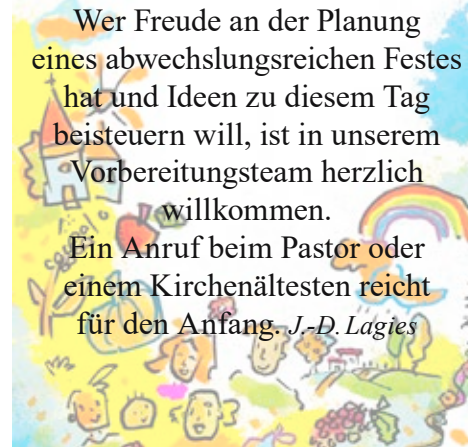 Wer Freude an der Planung
eines abwechslungsreichen Festes
hat und Ideen zu diesem Tag
beisteuern will, ist in unserem
Vorbereitungsteam herzlich
willkommen.
Ein Anruf beim Pastor oder
einem Kirchenältesten reicht
für den Anfang. J.-D. Lagies